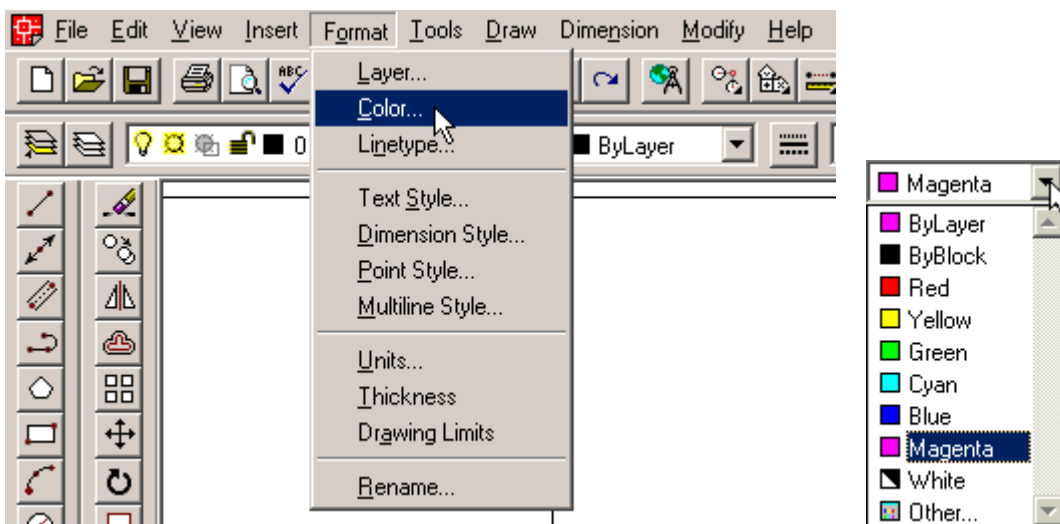 File Edit View Insert Format Tools Draw Dimension Modify Help
ABC
Layer...
Color...
Linetype...
0
ByLayer
Text Style...
Dimension Style...
Point Style...
Multiline Style...
Units...
Thickness
Drawing Limits
Rename...
Magenta
ByLayer
ByBlock
Red
Yellow
Green
Cyan
Blue
Magenta
White
Other...